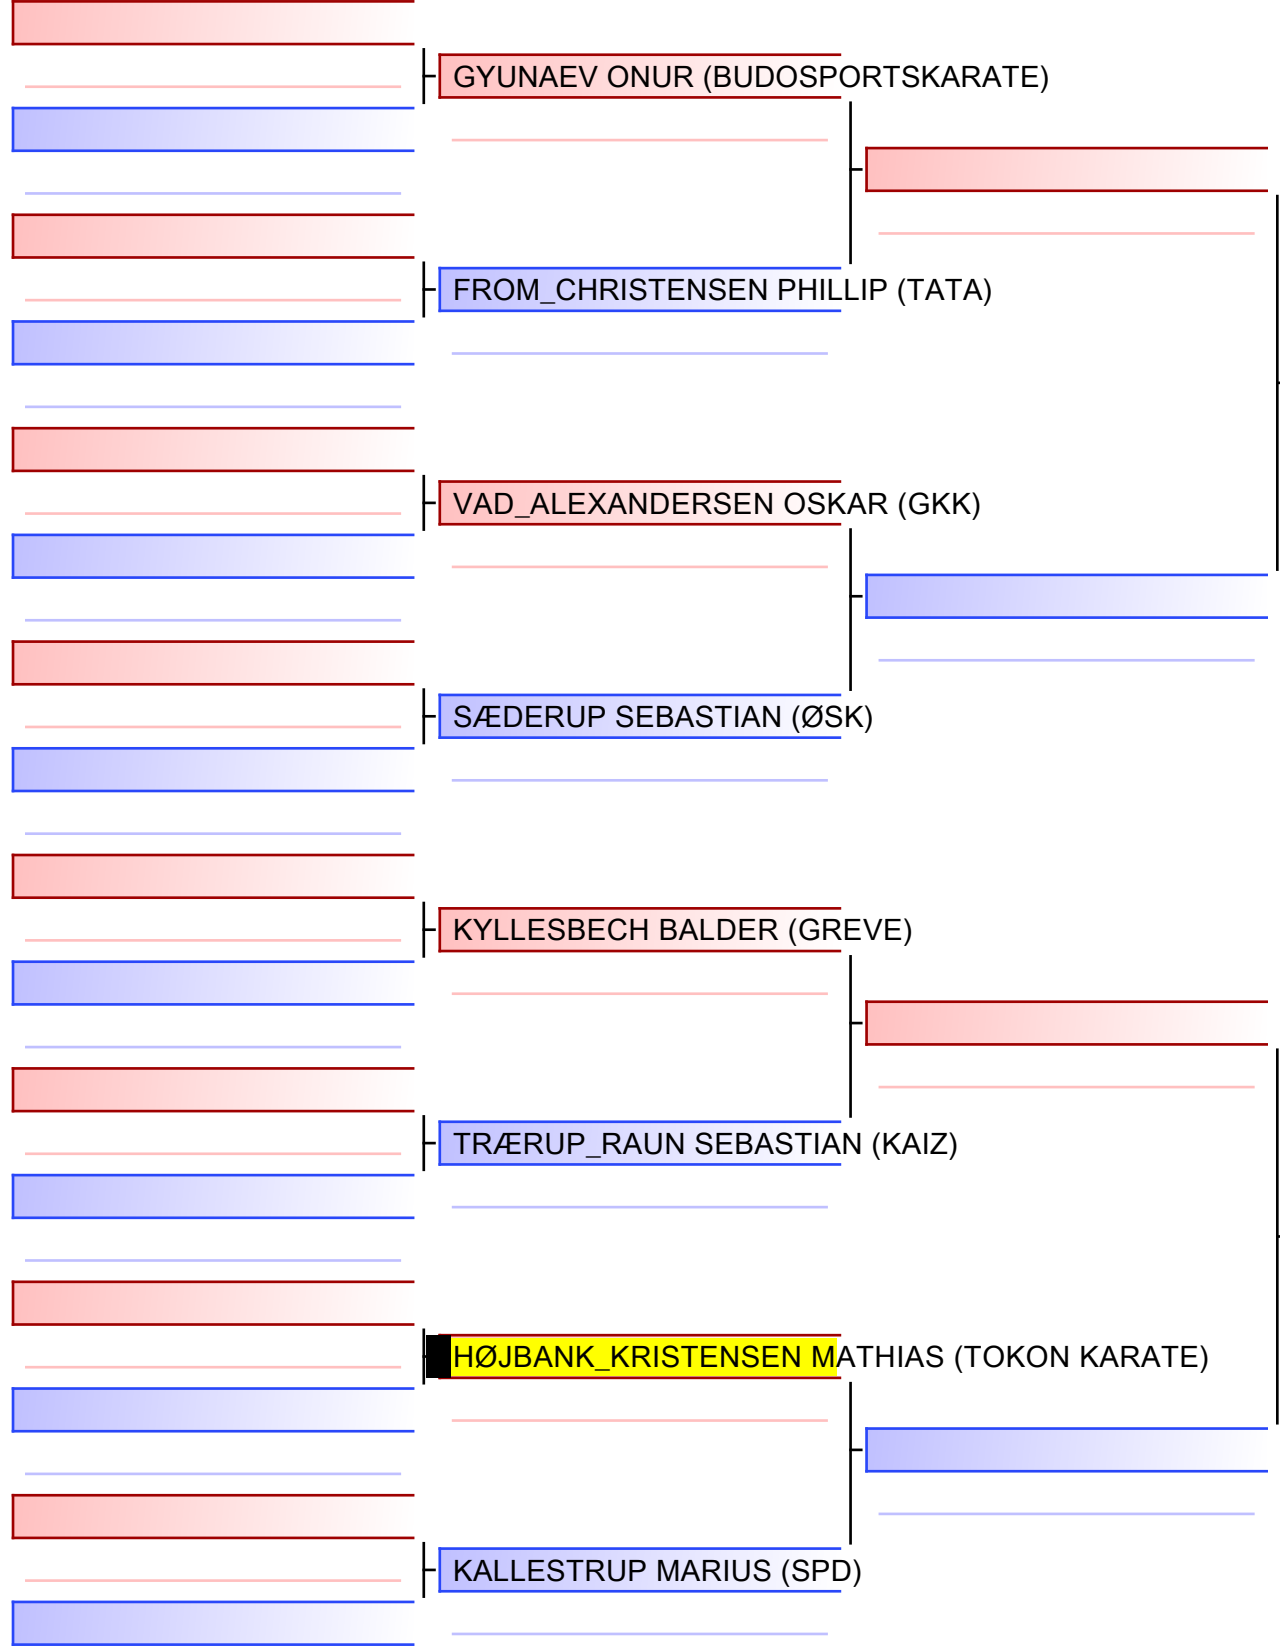 GYUNAEV ONUR (BUDOSPORTSKARATE)
FROM_CHRISTENSEN PHILLIP (TATA)
VAD_ALEXANDERSEN OSKAR (GKK)
SÆDERUP SEBASTIAN (ØSK)
KYLLESBECH BALDER (GREVE)
TRÆRUP_RAUN SEBASTIAN (KAIZ)
HØJBANK_KRISTENSEN MATHIAS (TOKON KARATE)
KALLESTRUP MARIUS (SPD)